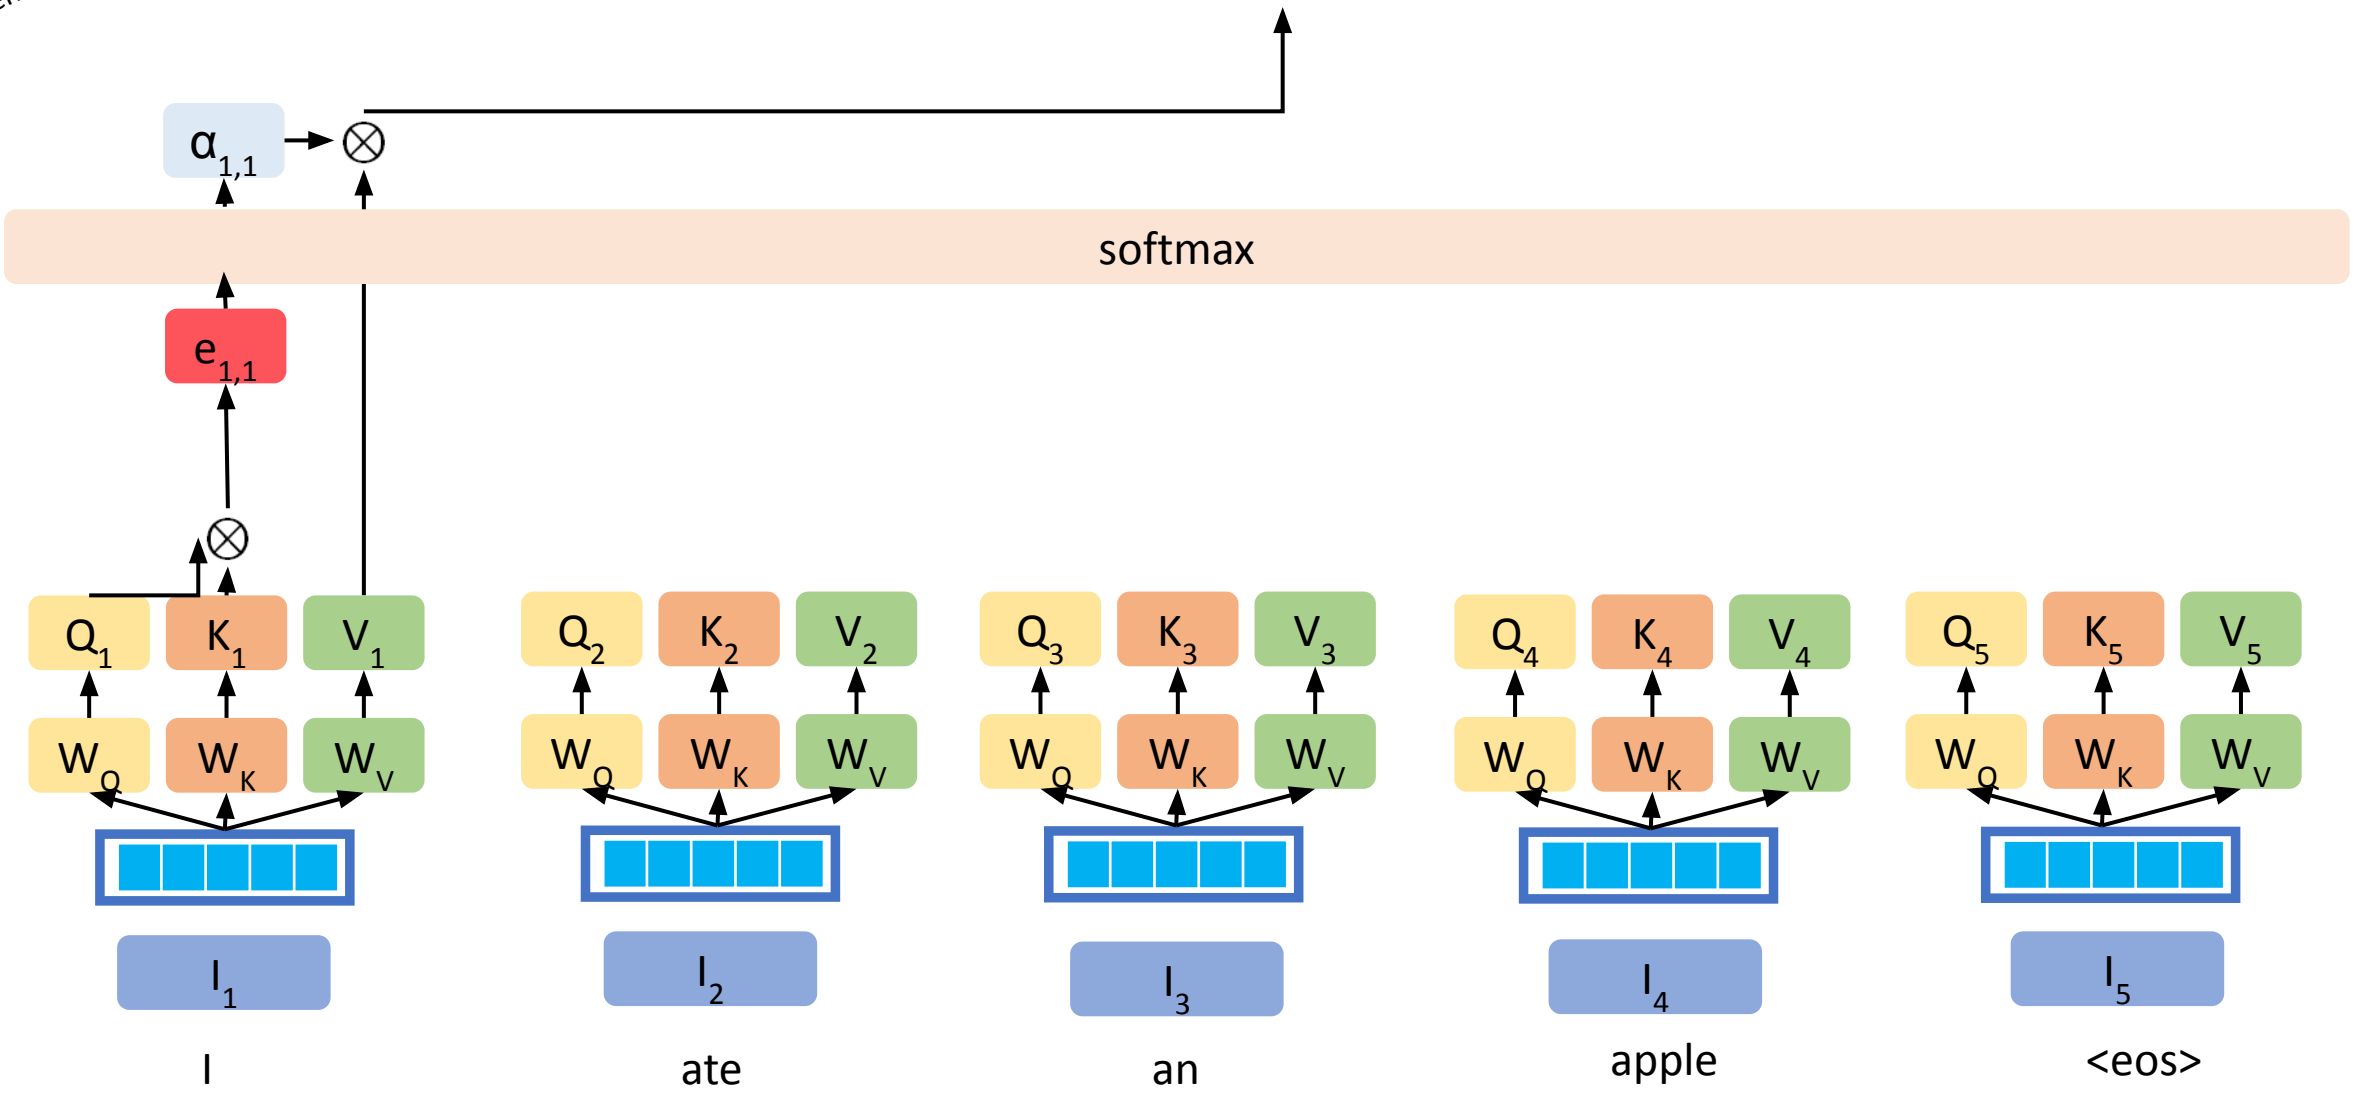 α1,1
softmax
e1,1
Q1 K1 V1 Q2 K2 V2 Q3 K3 V3 Q4 K4 V4 Q5 K5 V5
WQ WK WV WQ WK WV WQ WK WV WQ WK WV WQ WK WV
I1 I2 I3 I4 I5
I ate an apple <eos>